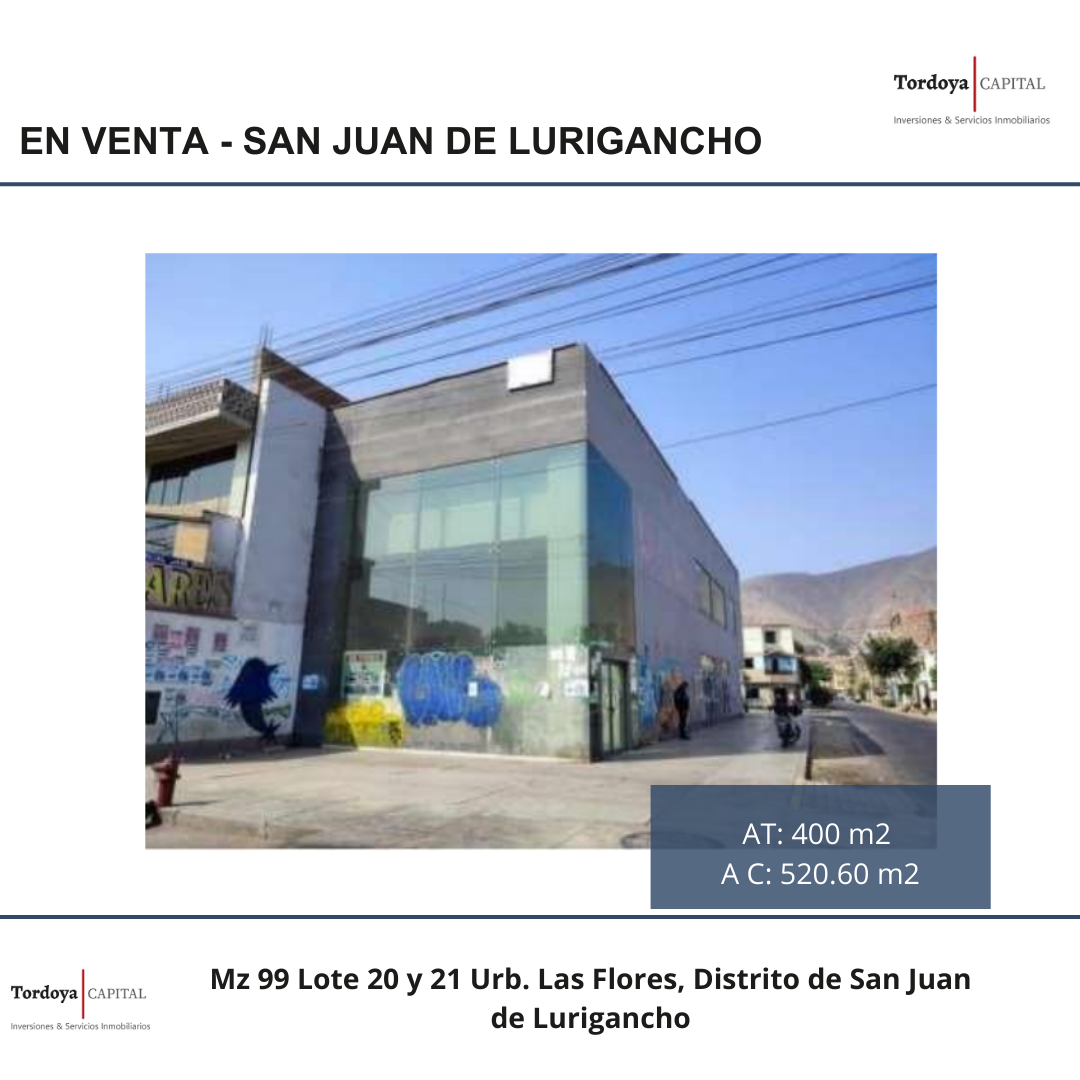 Tordoya CAPITAL
Inversiones & Servicios Inmobiliarios
EN VENTA - SAN JUAN DE LURIGANCHO
AT: 400 m2
A C: 520.60 m2
Mz 99 Lote 20 y 21 Urb. Las Flores, Distrito de San Juan
de Lurigancho
Tordoya CAPITAL
Inversiones & Servicios Inmobiliarios